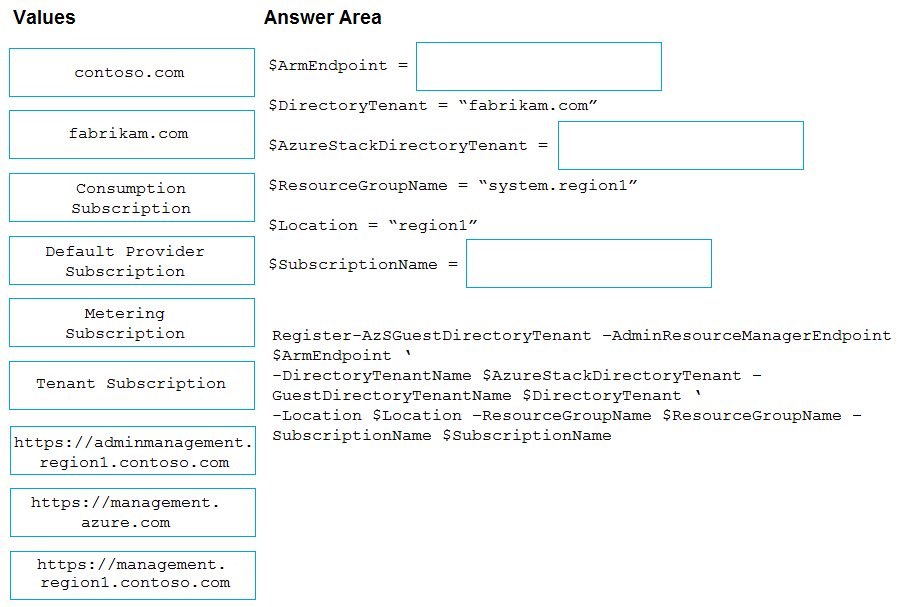 Values
Answer Area
contoso.com
fabrikam.com
Consumption
Subscription
Default Provider
Subscription
Metering
Subscription
Tenant Subscription
https://adminmanagement.
region1.contoso.com
https://management.
azure.com
https://management.
region1.contoso.com
$ArmEndpoint =
$DirectoryTenant = “fabrikam.com”
$AzureStackDirectoryTenant =
$ResourceGroupName = “system.region1”
$Location = “region1”
$SubscriptionName =
Register–AzSGuestDirectoryTenant –AdminResourceManagerEndpoint
$ArmEndpoint ‘
–DirectoryTenantName $AzureStackDirectoryTenant –
GuestDirectoryTenantName $DirectoryTenant ‘
–Location $Location –ResourceGroupName $ResourceGroupName –
SubscriptionName $SubscriptionName